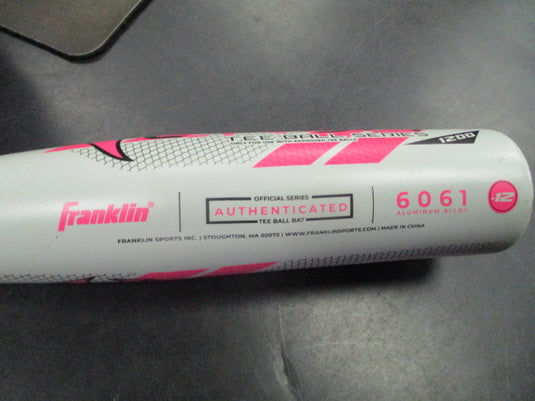 TEE BALL SERIES
ONLY FOR USE WITH APPROVED TEE BALLS
1200
Franklin®
OFFICIAL SERIES
AUTHENTICATED
TEE BALL BAT
6061
ALUMINUM ALLOY
-12
FRANKLIN SPORTS INC. | STOUGHTON, MA 02072 | WWW.FRANKLINSPORTS.COM | MADE IN CHINA